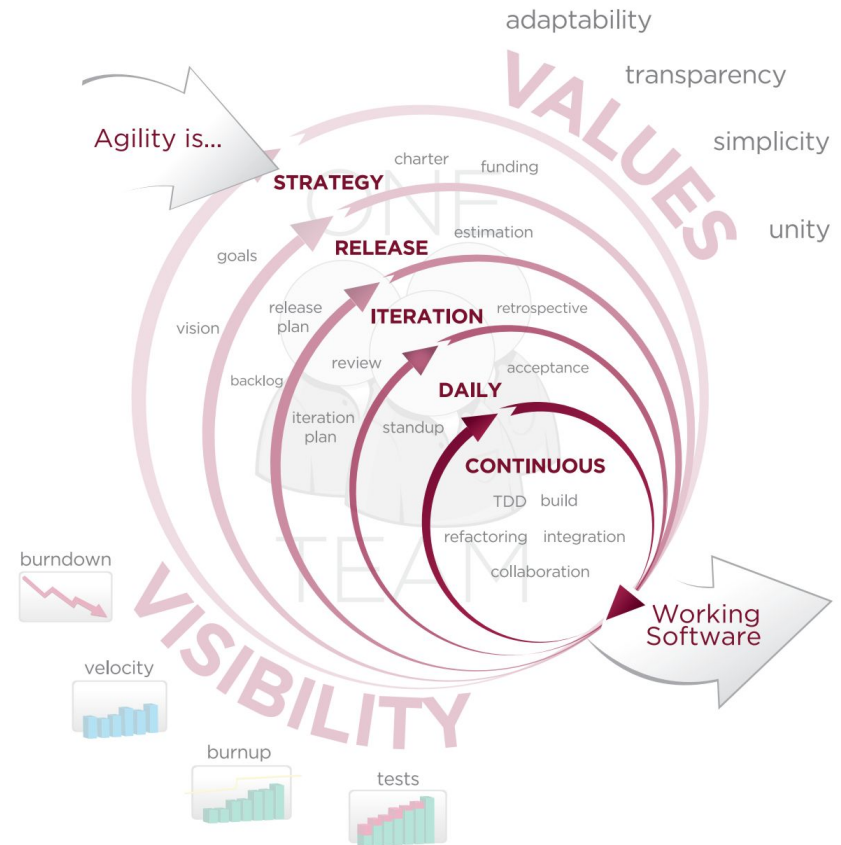 adaptability
VALUES
transparency
simplicity
unity
Agility is...
ONE
STRATEGY
charter
funding
goals
vision
RELEASE
estimation
release
plan
backlog
ITERATION
retrospective
review
iteration
plan
DAILY
acceptance
standup
CONTINUOUS
TDD build
refactoring integration
collaboration
TEAM
Working
Software
VISIBILITY
burndown
velocity
burnup
tests